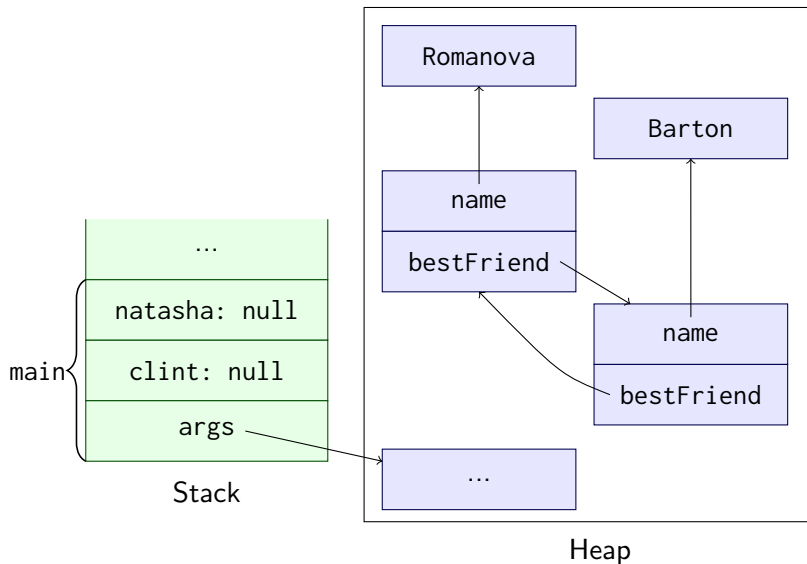 Romanova
Barton
name
bestFriend
name
bestFriend
...
natasha: null
clint: null
args
main
...
Stack
Heap